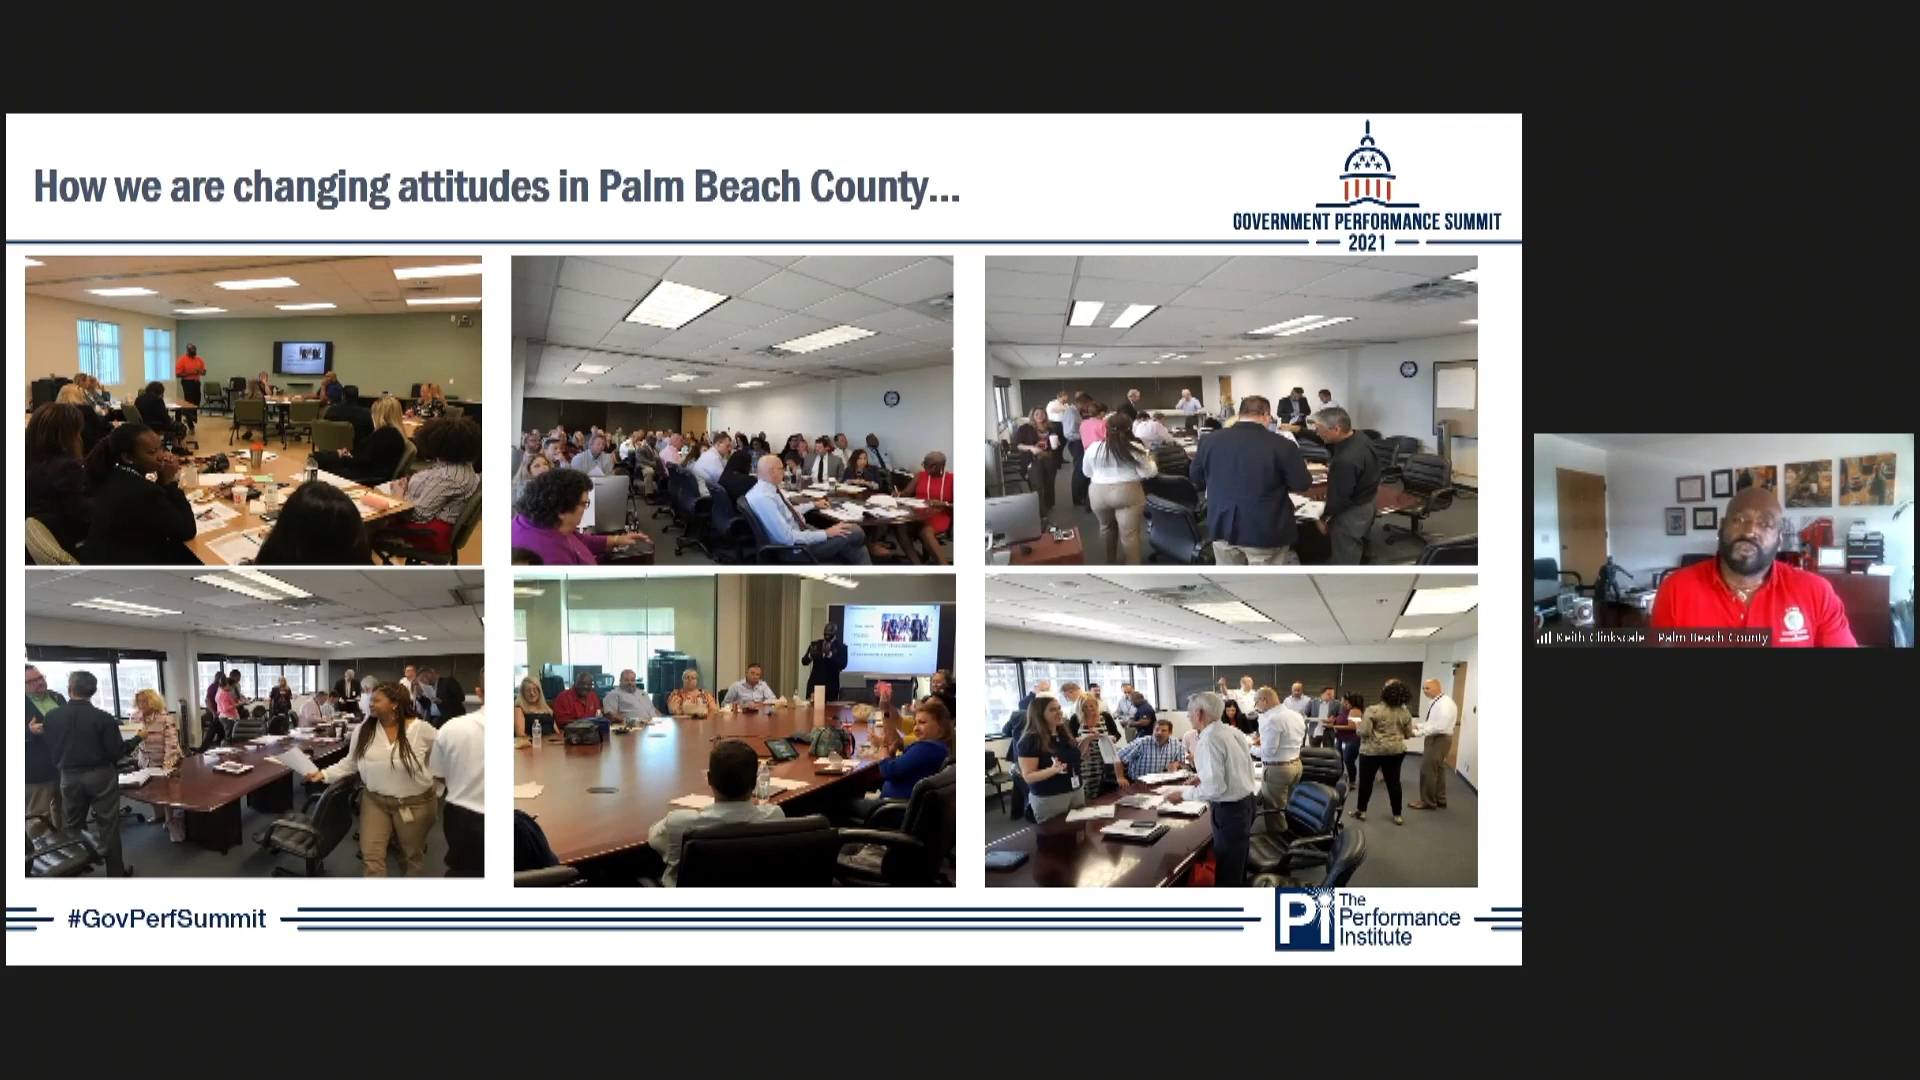 How we are changing attitudes in Palm Beach County...
GOVERNMENT PERFORMANCE SUMMIT
2021
Keith Clinkscale Palm Beach County
#GovPerfSummit
Pi
The
Performance
Institute